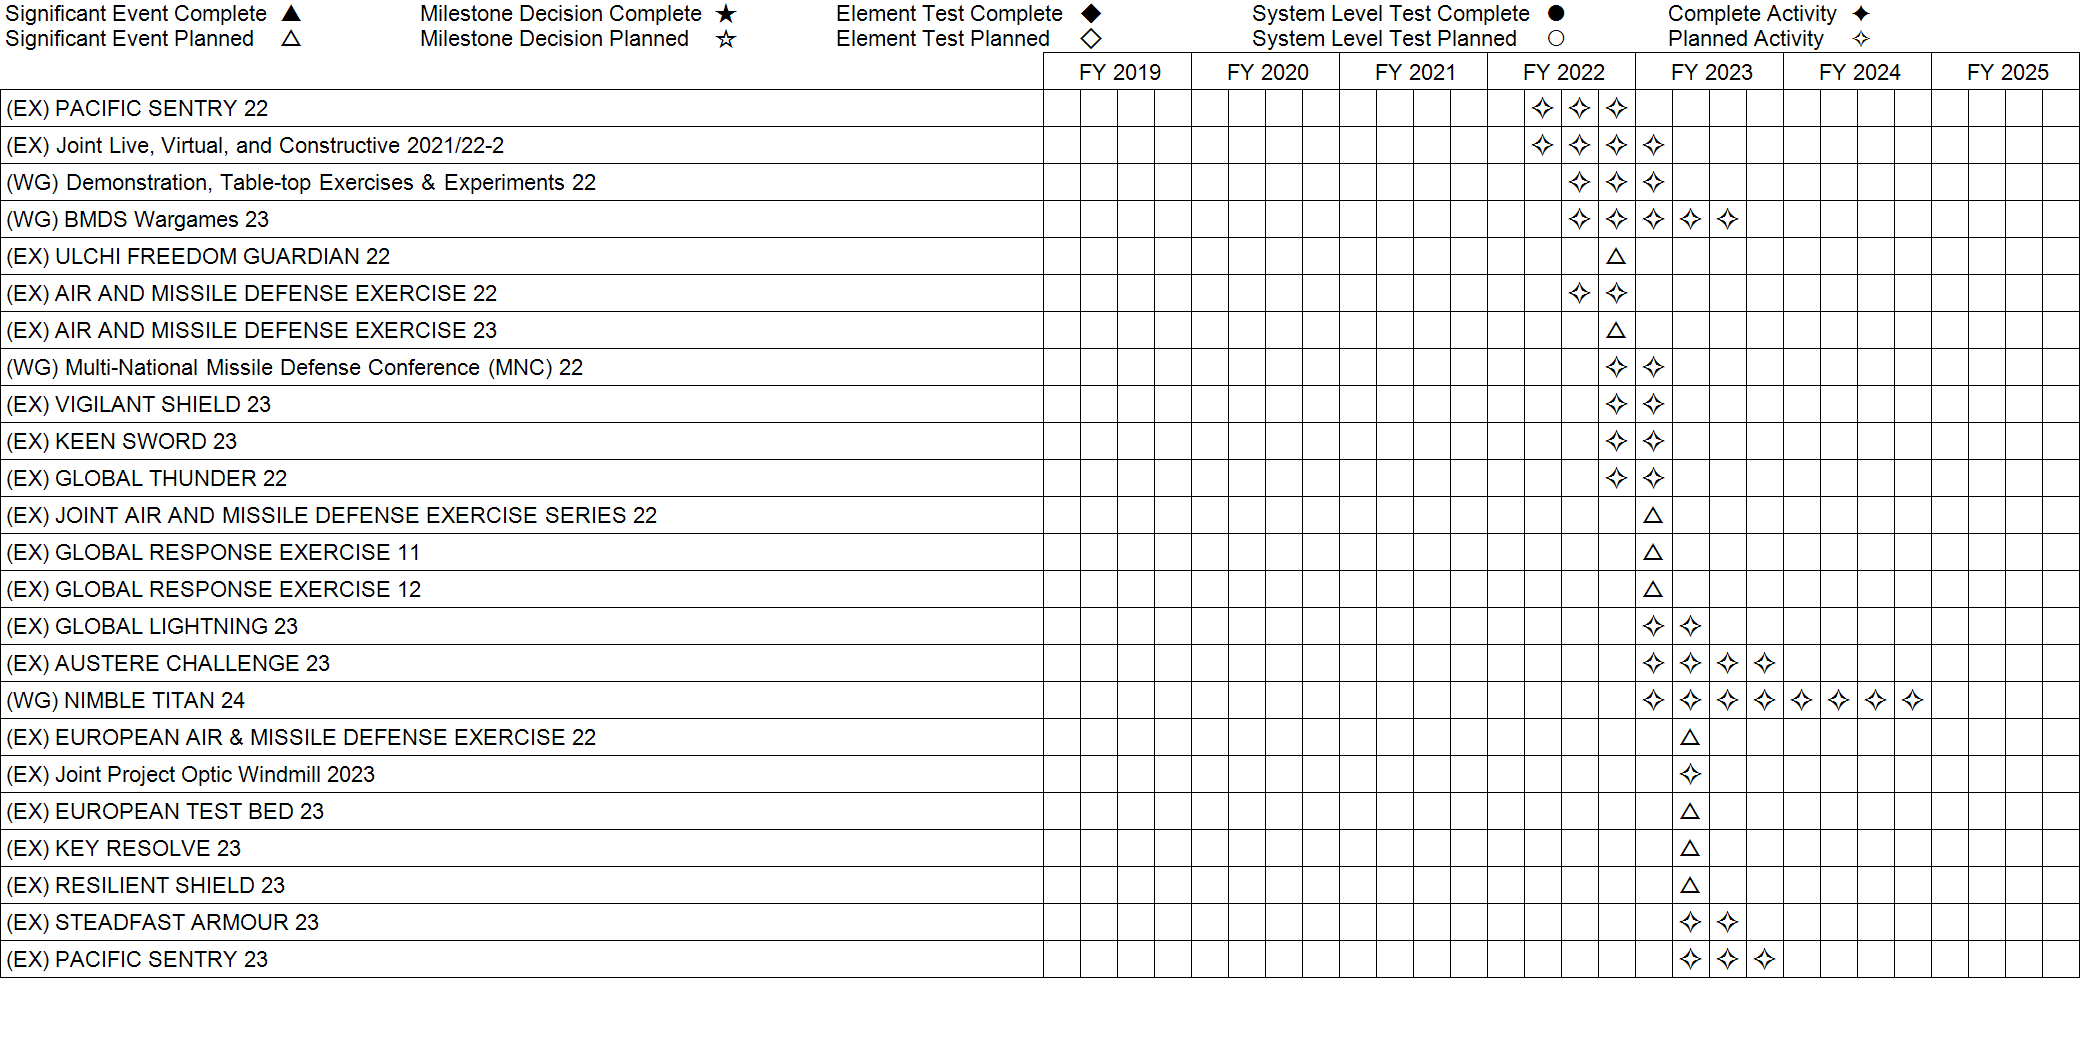 Significant Event Complete ▲ Milestone Decision Complete ★ Element Test Complete ◆ System Level Test Complete ● Complete Activity ✦
Significant Event Planned △ Milestone Decision Planned ☆ Element Test Planned ◇ System Level Test Planned ○ Planned Activity ✧
FY 2019 FY 2020 FY 2021 FY 2022 FY 2023 FY 2024 FY 2025
(EX) PACIFIC SENTRY 22 ✧ ✧ ✧
(EX) Joint Live, Virtual, and Constructive 2021/22-2 ✧ ✧ ✧ ✧
(WG) Demonstration, Table-top Exercises & Experiments 22 ✧ ✧ ✧
(WG) BMDS Wargames 23 ✧ ✧ ✧ ✧ ✧
(EX) ULCHI FREEDOM GUARDIAN 22 △
(EX) AIR AND MISSILE DEFENSE EXERCISE 22 ✧ ✧
(EX) AIR AND MISSILE DEFENSE EXERCISE 23 △
(WG) Multi-National Missile Defense Conference (MNC) 22 ✧ ✧
(EX) VIGILANT SHIELD 23 ✧ ✧
(EX) KEEN SWORD 23 ✧ ✧
(EX) GLOBAL THUNDER 22 ✧ ✧
(EX) JOINT AIR AND MISSILE DEFENSE EXERCISE SERIES 22 △
(EX) GLOBAL RESPONSE EXERCISE 11 △
(EX) GLOBAL RESPONSE EXERCISE 12 △
(EX) GLOBAL LIGHTNING 23 ✧ ✧
(EX) AUSTERE CHALLENGE 23 ✧ ✧ ✧ ✧
(WG) NIMBLE TITAN 24 ✧ ✧ ✧ ✧ ✧ ✧ ✧ ✧
(EX) EUROPEAN AIR & MISSILE DEFENSE EXERCISE 22 △
(EX) Joint Project Optic Windmill 2023 ✧
(EX) EUROPEAN TEST BED 23 △
(EX) KEY RESOLVE 23 △
(EX) RESILIENT SHIELD 23 △
(EX) STEADFAST ARMOUR 23 ✧ ✧
(EX) PACIFIC SENTRY 23 ✧ ✧ ✧